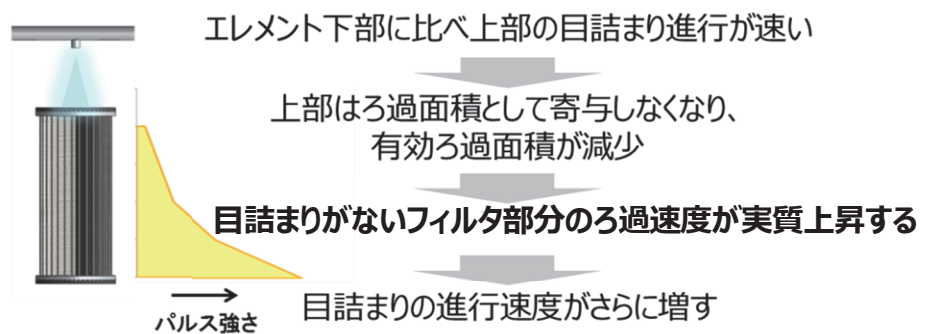 エレメント下部に比べ上部の目詰まり進行が速い
上部はろ過面積として寄与しなくなり、
有効ろ過面積が減少
目詰まりがないフィルタ部分のろ過速度が実質上昇する
目詰まりの進行速度がさらに増す
パルス強さ